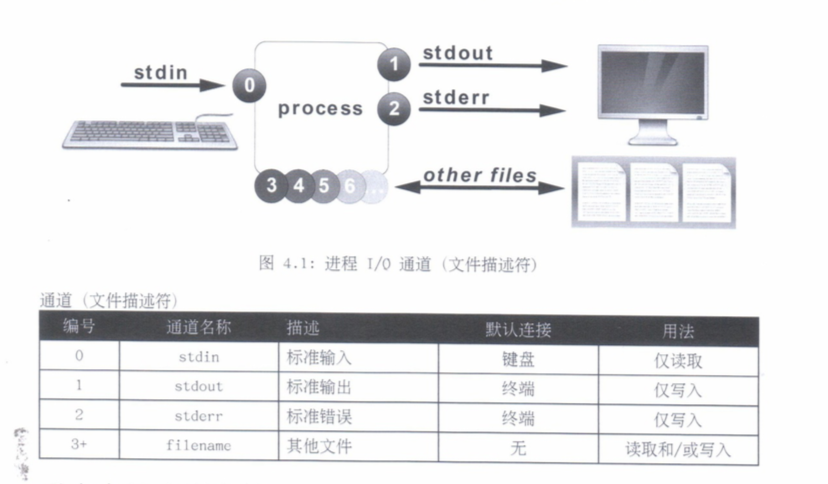 stdin
0
process
1
stdout
2
stderr
3 4 5 6 ...
other files
图 4.1: 进程 I/O 通道 (文件描述符)
通道 (文件描述符)
编号 通道名称 描述 默认连接 用法
0 stdin 标准输入 键盘 仅读取
1 stdout 标准输出 终端 仅写入
2 stderr 标准错误 终端 仅写入
3+ filename 其他文件 无 读取和/或写入